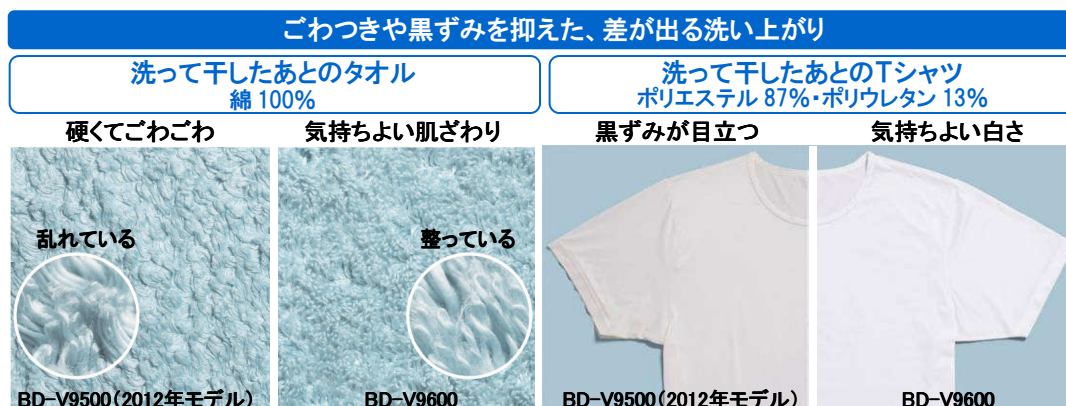 ごわつきや黒ずみを抑えた、差が出る洗い上がり
洗って干したあとのタオル
綿 100%
洗って干したあとのTシャツ
ポリエステル 87%・ポリウレタン 13%
硬くてごわごわ
気持ちよい肌ざわり
黒ずみが目立つ
気持ちよい白さ
乱れている
整っている
BD-V9500(2012年モデル)
BD-V9600
BD-V9500(2012年モデル)
BD-V9600